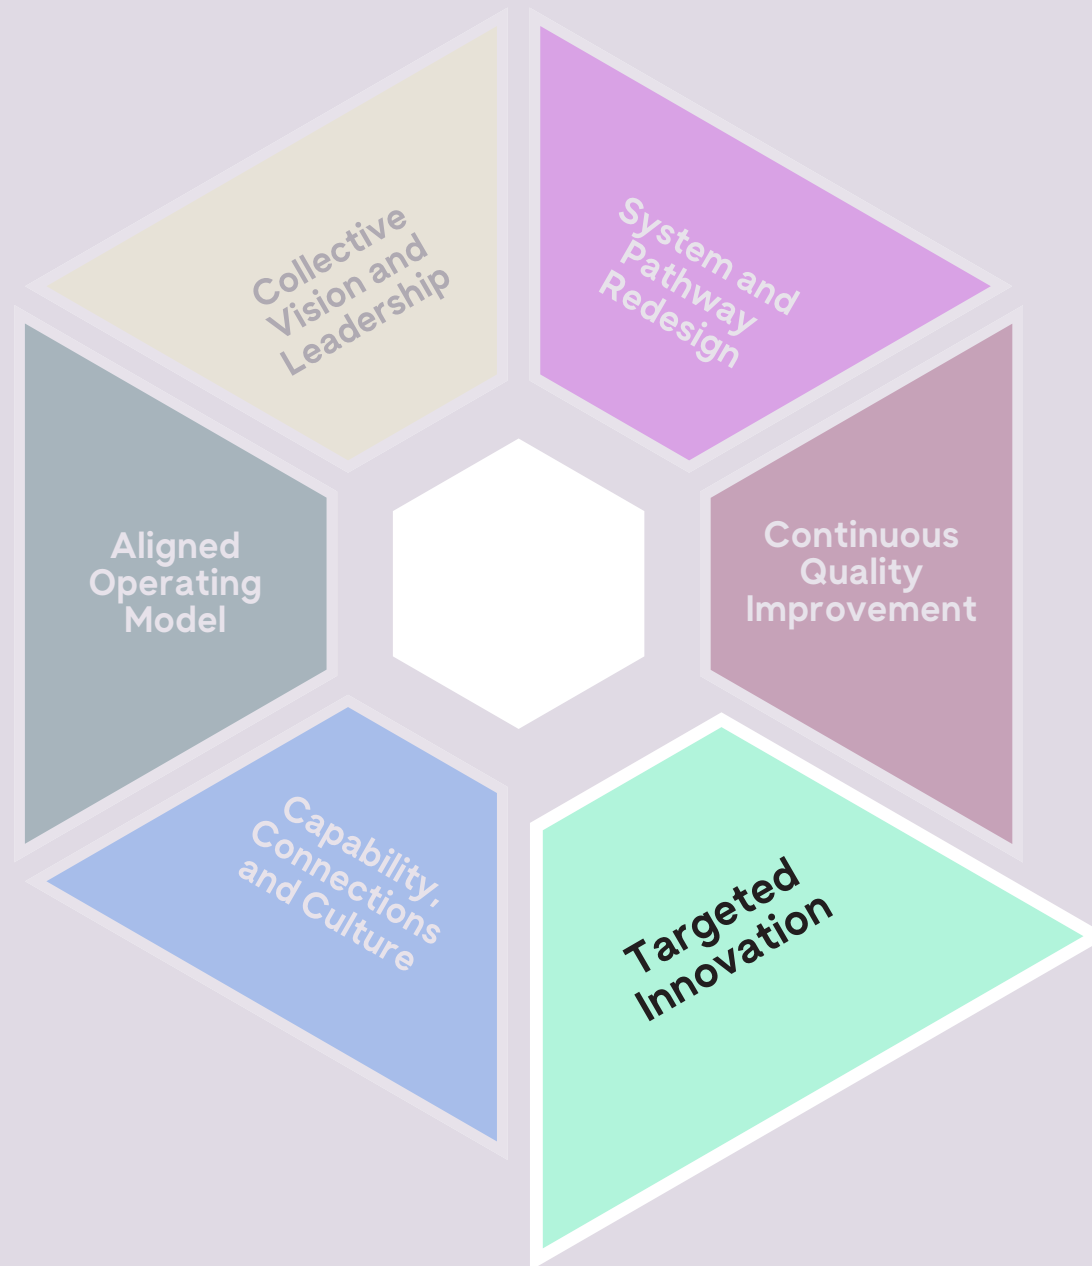 Collective
Vision and
Leadership
System and
Pathway
Redesign
Aligned
Operating
Model
Continuous
Quality
Improvement
Capability,
Connections
and Culture
Targeted
Innovation